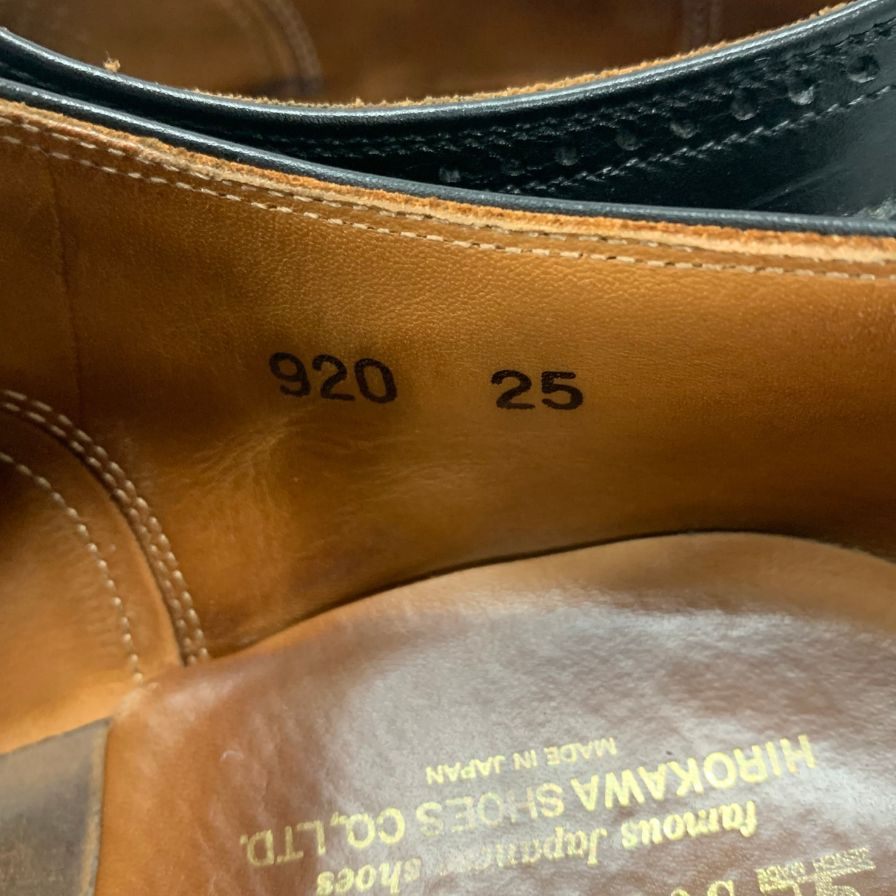 920 25
famous Japanese shoes
HIROKAWA SHOES CO.,LTD.
MADE IN JAPAN